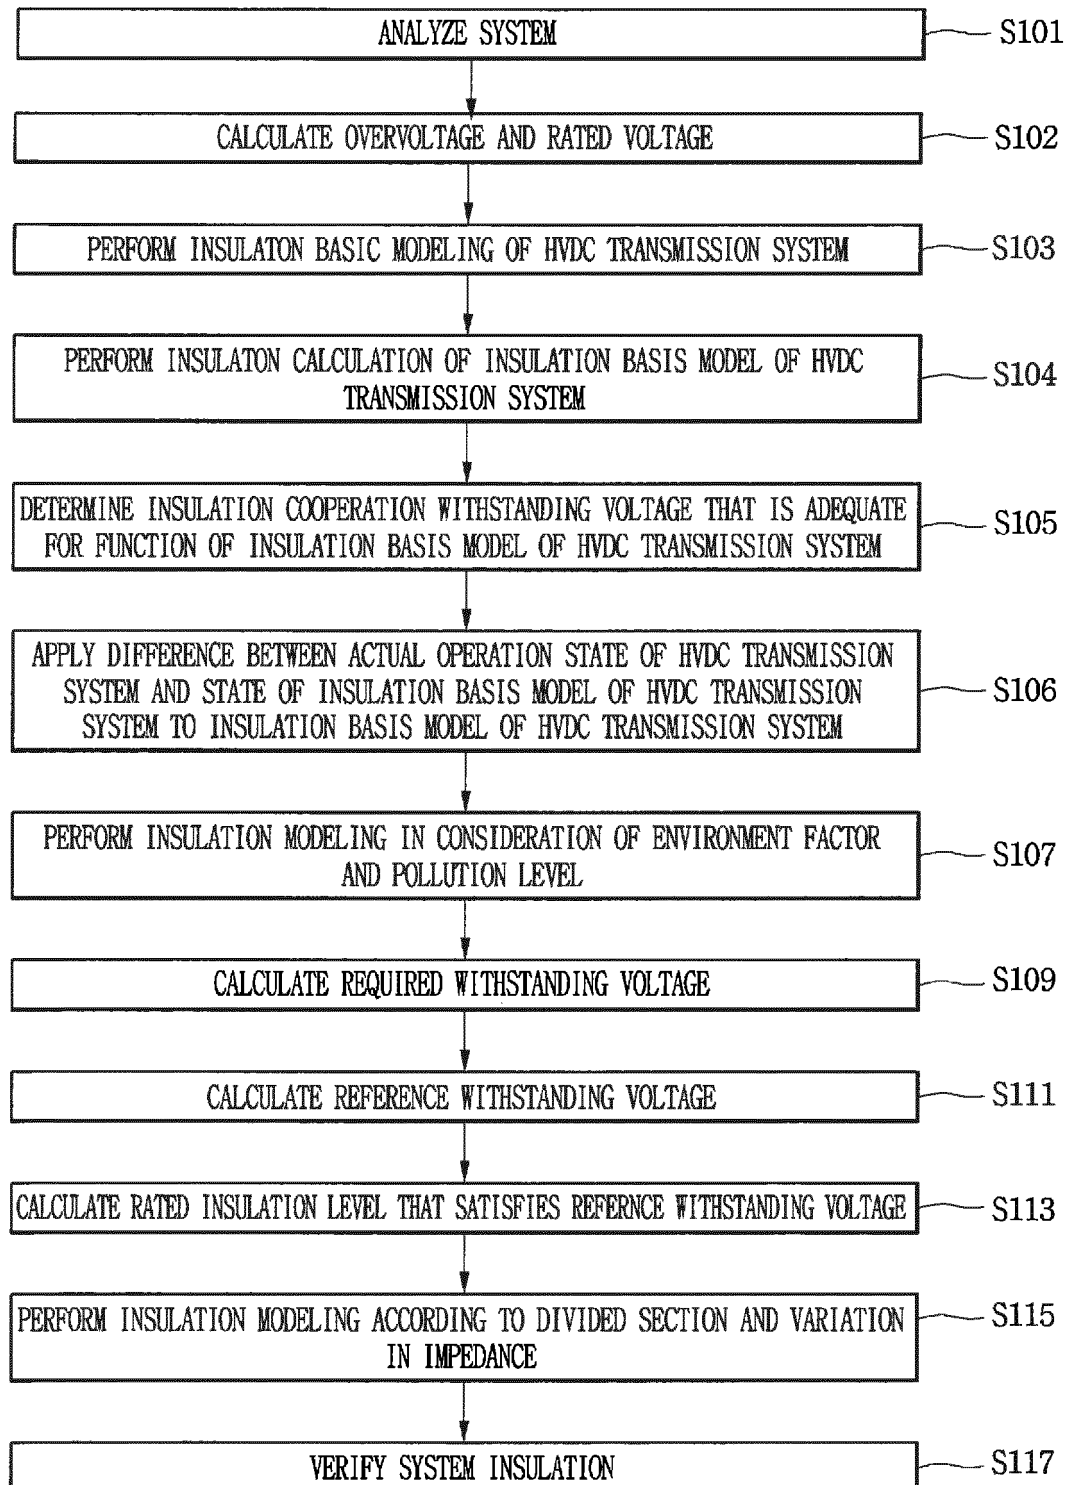 ANALYZE SYSTEM
S101
CALCULATE OVERVOLTAGE AND RATED VOLTAGE
S102
PERFORM INSULATON BASIC MODELING OF HVDC TRANSMISSION SYSTEM
S103
PERFORM INSULATON CALCULATION OF INSULATION BASIS MODEL OF HVDC
TRANSMISSION SYSTEM
S104
DETERMINE INSULATION COOPERATION WITHSTANDING VOLTAGE THAT IS ADEQUATE
FOR FUNCTION OF INSULATION BASIS MODEL OF HVDC TRANSMISSION SYSTEM
S105
APPLY DIFFERENCE BETWEEN ACTUAL OPERATION STATE OF HVDC TRANSMISSION
SYSTEM AND STATE OF INSULATION BASIS MODEL OF HVDC TRANSMISSION
SYSTEM TO INSULATION BASIS MODEL OF HVDC TRANSMISSION SYSTEM
S106
PERFORM INSULATION MODELING IN CONSIDERATION OF ENVIRONMENT FACTOR
AND POLLUTION LEVEL
S107
CALCULATE REQUIRED WITHSTANDING VOLTAGE
S109
CALCULATE REFERENCE WITHSTANDING VOLTAGE
S111
CALCULATE RATED INSULATION LEVEL THAT SATISFIES REFERNCE WITHSTANDING VOLTAGE
S113
PERFORM INSULATION MODELING ACCORDING TO DIVIDED SECTION AND VARIATION
IN IMPEDANCE
S115
VERIFY SYSTEM INSULATION
S117